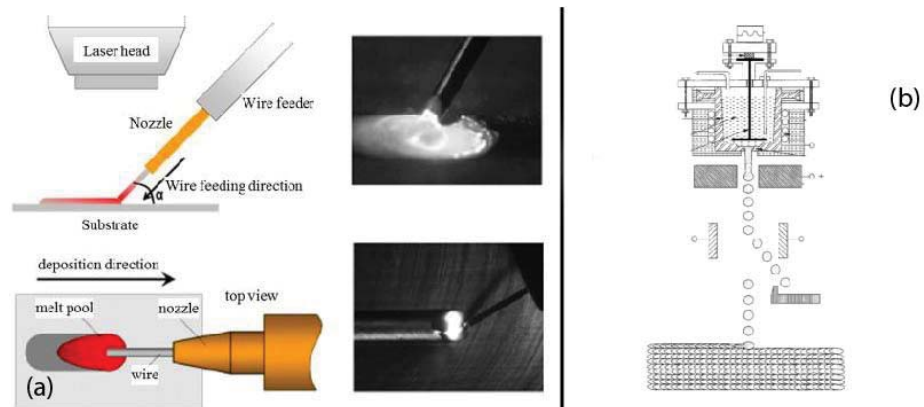 Laser head
Wire feeder
Nozzle
Wire feeding direction
α
Substrate
deposition direction
top view
melt pool
nozzle
wire
(a)
(b)